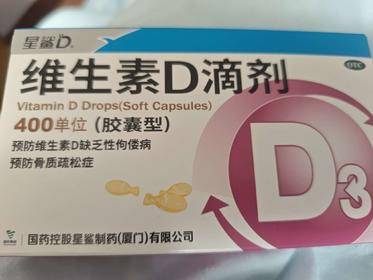 星鲨D®
OTC
维生素D滴剂
Vitamin D Drops(Soft Capsules)
400单位 (胶囊型)
预防维生素D缺乏性佝偻病
预防骨质疏松症
D3
国药控股星鲨制药(厦门)有限公司